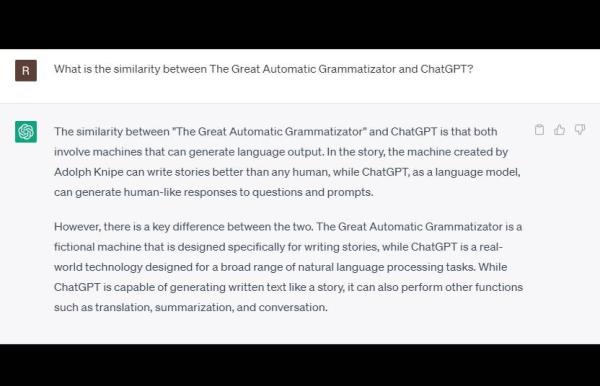 R
What is the similarity between The Great Automatic Grammatizator and ChatGPT?
The similarity between "The Great Automatic Grammatizator" and ChatGPT is that both
involve machines that can generate language output. In the story, the machine created by
Adolph Knipe can write stories better than any human, while ChatGPT, as a language model,
can generate human-like responses to questions and prompts.
However, there is a key difference between the two. The Great Automatic Grammatizator is a
fictional machine that is designed specifically for writing stories, while ChatGPT is a real-
world technology designed for a broad range of natural language processing tasks. While
ChatGPT is capable of generating written text like a story, it can also perform other functions
such as translation, summarization, and conversation.